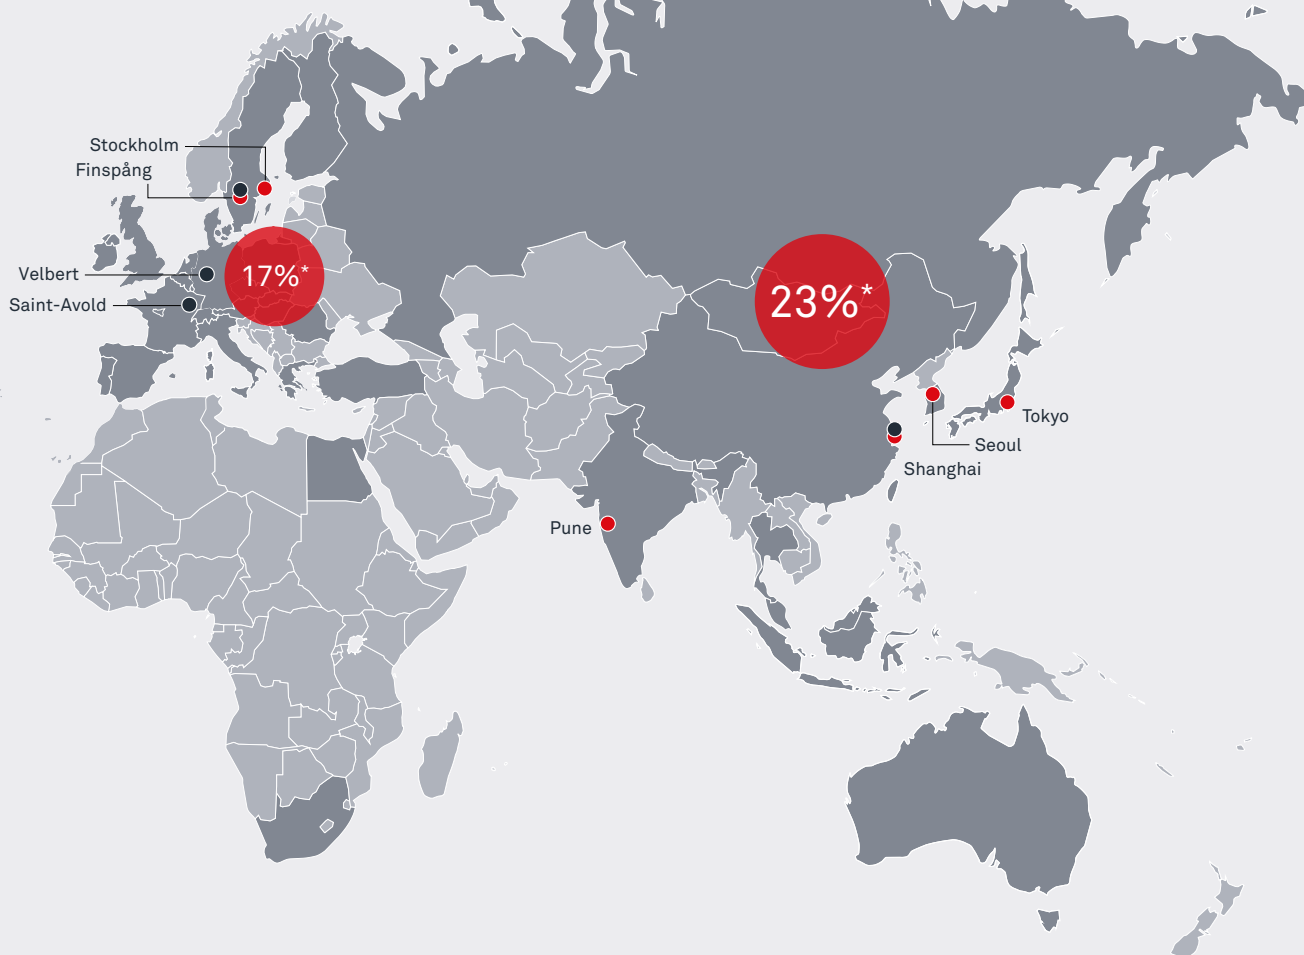 Stockholm
Finspång
Velbert
17%*
Saint-Avold
23%*
Tokyo
Seoul
Shanghai
Pune